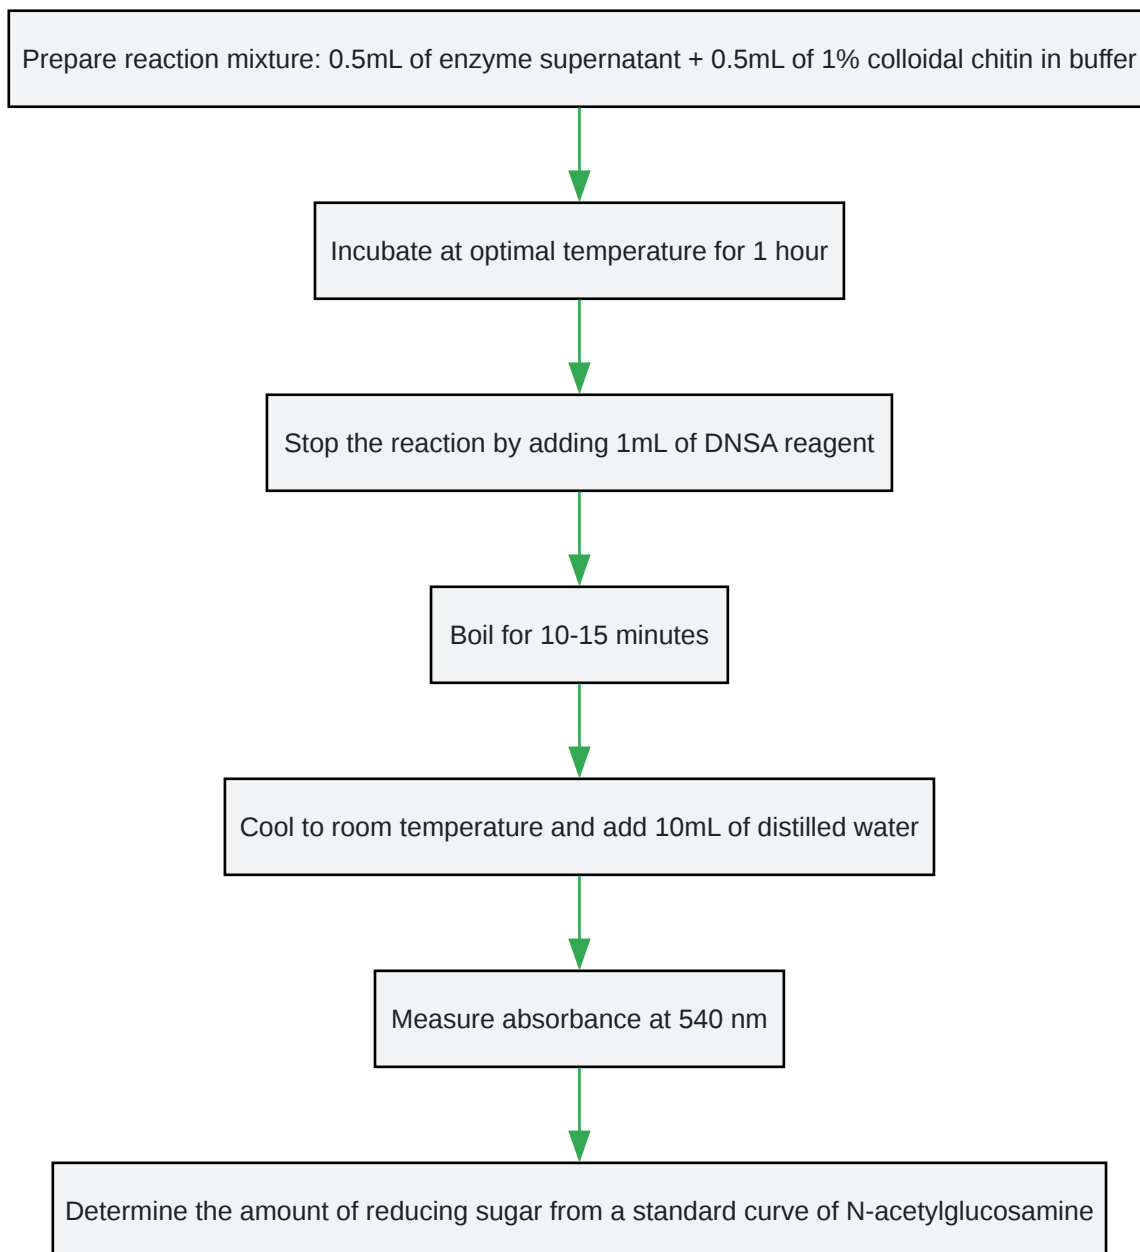 Prepare reaction mixture: 0.5mL of enzyme supernatant + 0.5mL of 1% colloidal chitin in buffer
Incubate at optimal temperature for 1 hour
Stop the reaction by adding 1mL of DNSA reagent
Boil for 10-15 minutes
Cool to room temperature and add 10mL of distilled water
Measure absorbance at 540 nm
Determine the amount of reducing sugar from a standard curve of N-acetylglucosamine